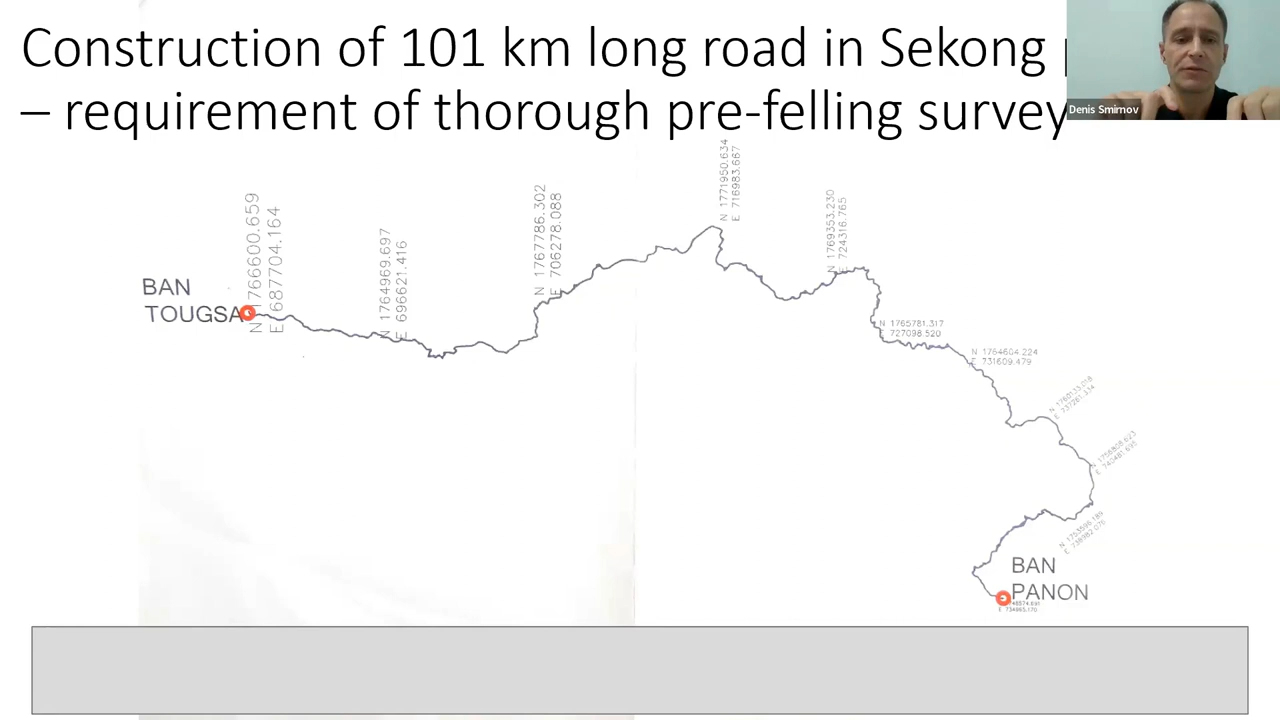 Construction of 101 km long road in Sekong
– requirement of thorough pre-felling survey
Denis Smirnov
BAN
TOUGSA
N 1766600.659
E 687704.164
N 1764969.697
E 696621.416
N 1767786.302
E 706278.088
N 1771950.634
E 716983.667
N 1769353.230
E 724316.765
N 1765781.317
E 727098.520
N 1764604.224
E 731609.479
BAN
PANON